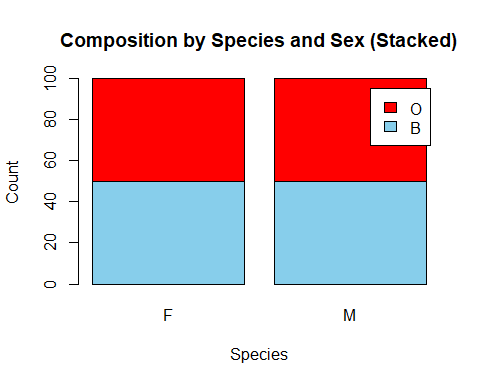 Composition by Species and Sex (Stacked)
100
80
60
40
20
0
Count
O
B
F
M
Species